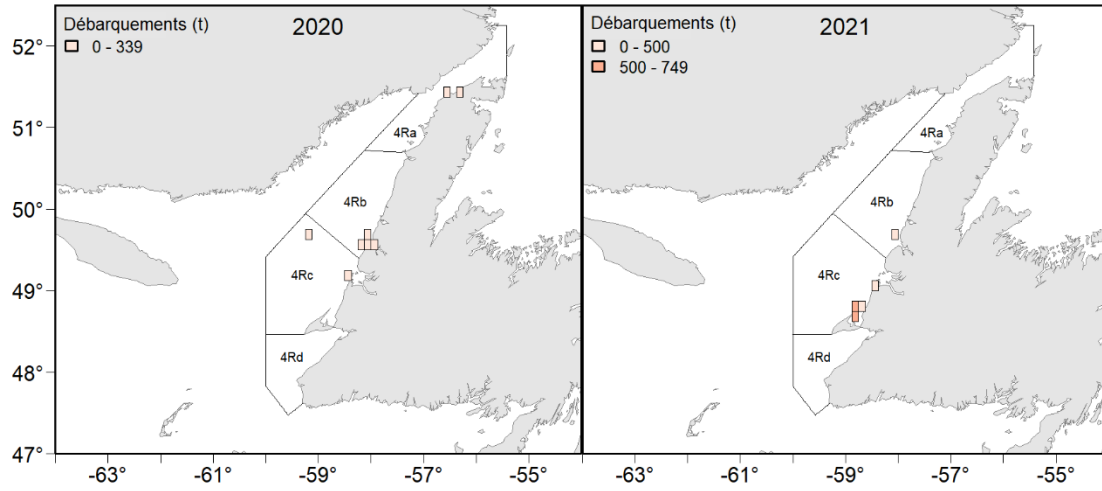 Débarquements (t)
2020
0 - 339
4Ra
4Rb
4Rc
4Rd
Débarquements (t)
2021
0 - 500
500 - 749
4Ra
4Rb
4Rc
4Rd
52°
51°
50°
49°
48°
47°
-63° -61° -59° -57° -55°
-63° -61° -59° -57° -55°